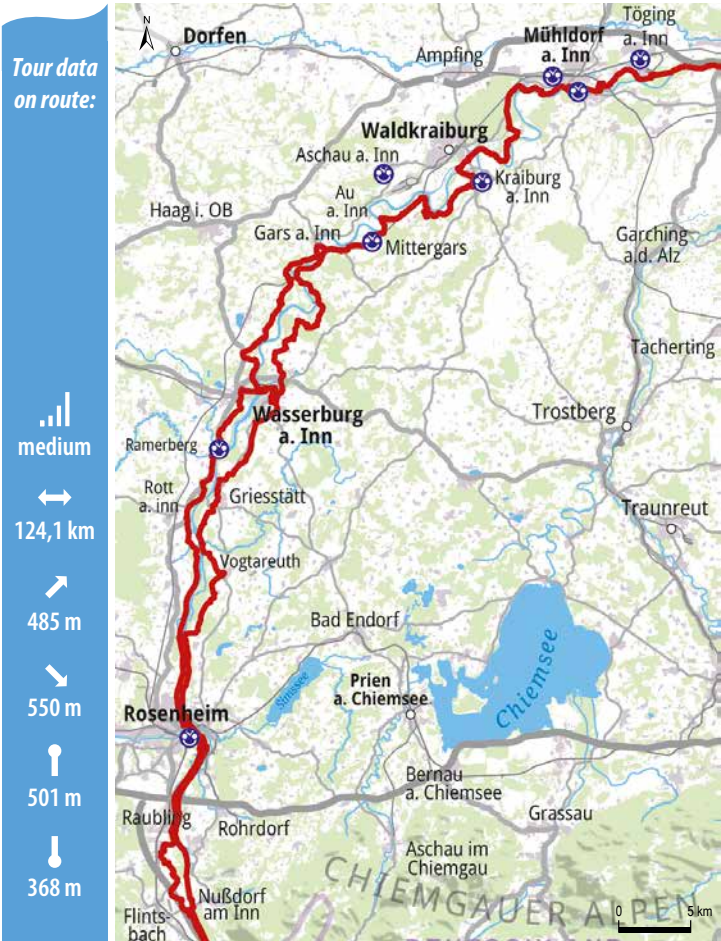 Tour data
on route:
medium
124,1 km
485 m
550 m
501 m
368 m
N
Dorfen
Ampfing
Mühldorf
a. Inn
Töging
a. Inn
Waldkraiburg
Aschau a. Inn
Au
a. Inn
Kraiburg
a. Inn
Haag i. OB
Gars a. Inn
Mittergars
Garching
a.d. Alz
Tacherting
Wasserburg
a. Inn
Trostberg
Ramerberg
Rott
a. inn
Griesstätt
Traunreut
Vogtareuth
Bad Endorf
Chiemsee
Simssee
Prien
a. Chiemsee
Rosenheim
Bernau
a. Chiemsee
Raubling
Rohrdorf
Grassau
Aschau im
Chiemgau
CHIEMGAUER ALPEN
Nußdorf
am Inn
Flints-
bach
0 5 km